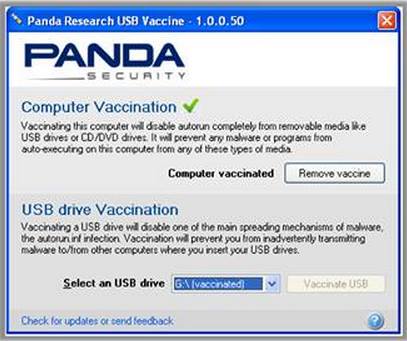 Panda Research USB Vaccine - 1.0.0.50
PANDA
SECURITY
Computer Vaccination
Vaccinating this computer will disable autorun completely from removable media like
USB drives or CD/DVD drives. It will prevent any malware or programs from
auto-executing on this computer from any of these types of media.
Computer vaccinated Remove vaccine
USB drive Vaccination
Vaccinating a USB drive will disable one of the main spreading mechanisms of malware,
the autorun.inf infection. Vaccination will prevent you from inadvertently transmitting
malware to/from other computers where you insert your USB drives.
Select an USB drive G:\ (vaccinated) Vaccinate USB
Check for updates or send feedback ?